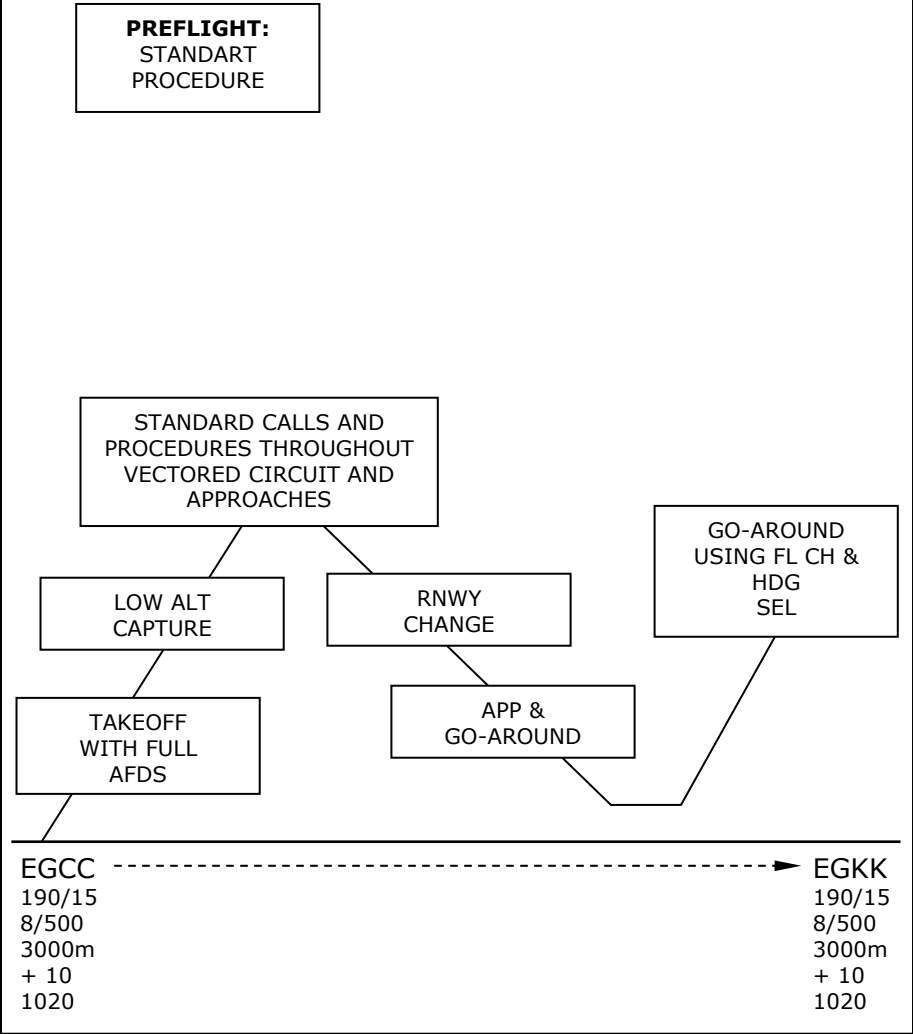 PREFLIGHT:
STANDART
PROCEDURE
STANDARD CALLS AND
PROCEDURES THROUGHOUT
VECTORED CIRCUIT AND
APPROACHES
GO-AROUND
USING FL CH &
HDG
SEL
LOW ALT
CAPTURE
RNWY
CHANGE
TAKEOFF
WITH FULL
AFDS
APP &
GO-AROUND
EGCC
190/15
8/500
3000m
+ 10
1020
EGKK
190/15
8/500
3000m
+ 10
1020